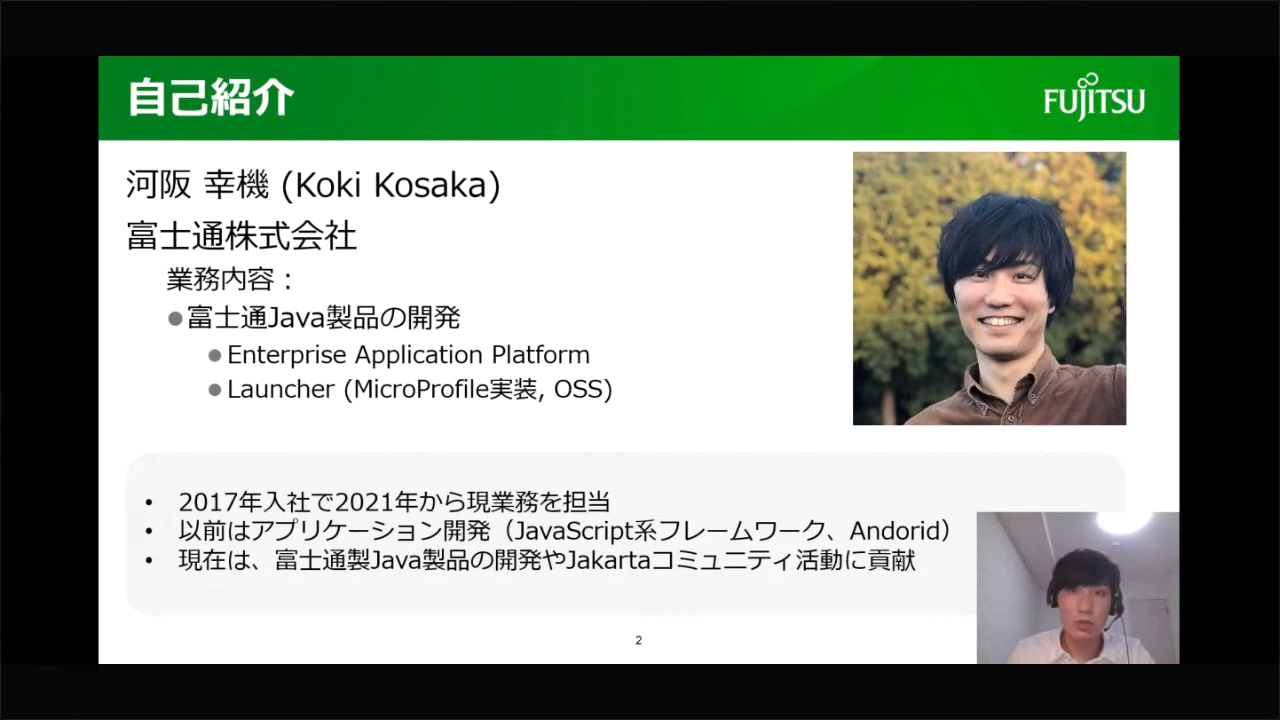 自己紹介
FUJITSU
河阪 幸機 (Koki Kosaka)
富士通株式会社
業務内容：
●富士通Java製品の開発
●Enterprise Application Platform
●Launcher (MicroProfile実装, OSS)
• 2017年入社で2021年から現業務を担当
• 以前はアプリケーション開発（JavaScript系フレームワーク、Andorid）
• 現在は、富士通製Java製品の開発やJakartaコミュニティ活動に貢献
2